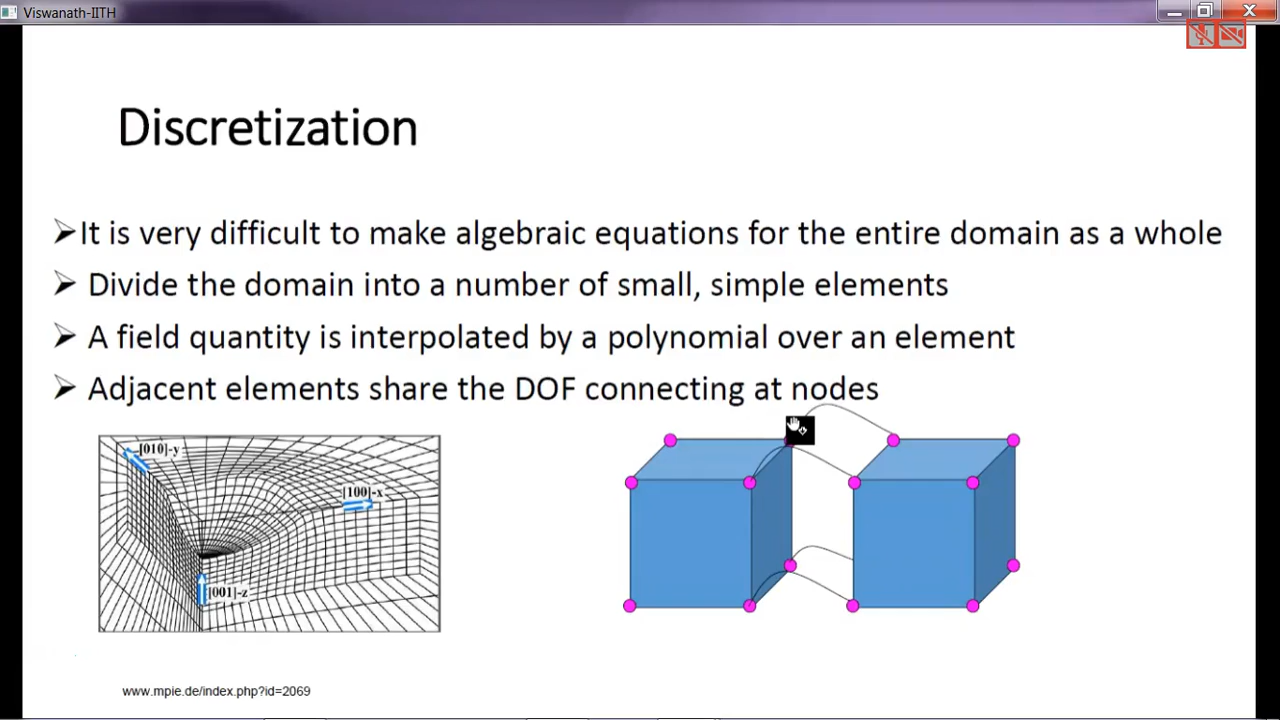 Viswanath-IITH
Discretization
➢It is very difficult to make algebraic equations for the entire domain as a whole
➢ Divide the domain into a number of small, simple elements
➢ A field quantity is interpolated by a polynomial over an element
➢ Adjacent elements share the DOF connecting at nodes
[010]-y
[100]-x
[001]-z
www.mpie.de/index.php?id=2069